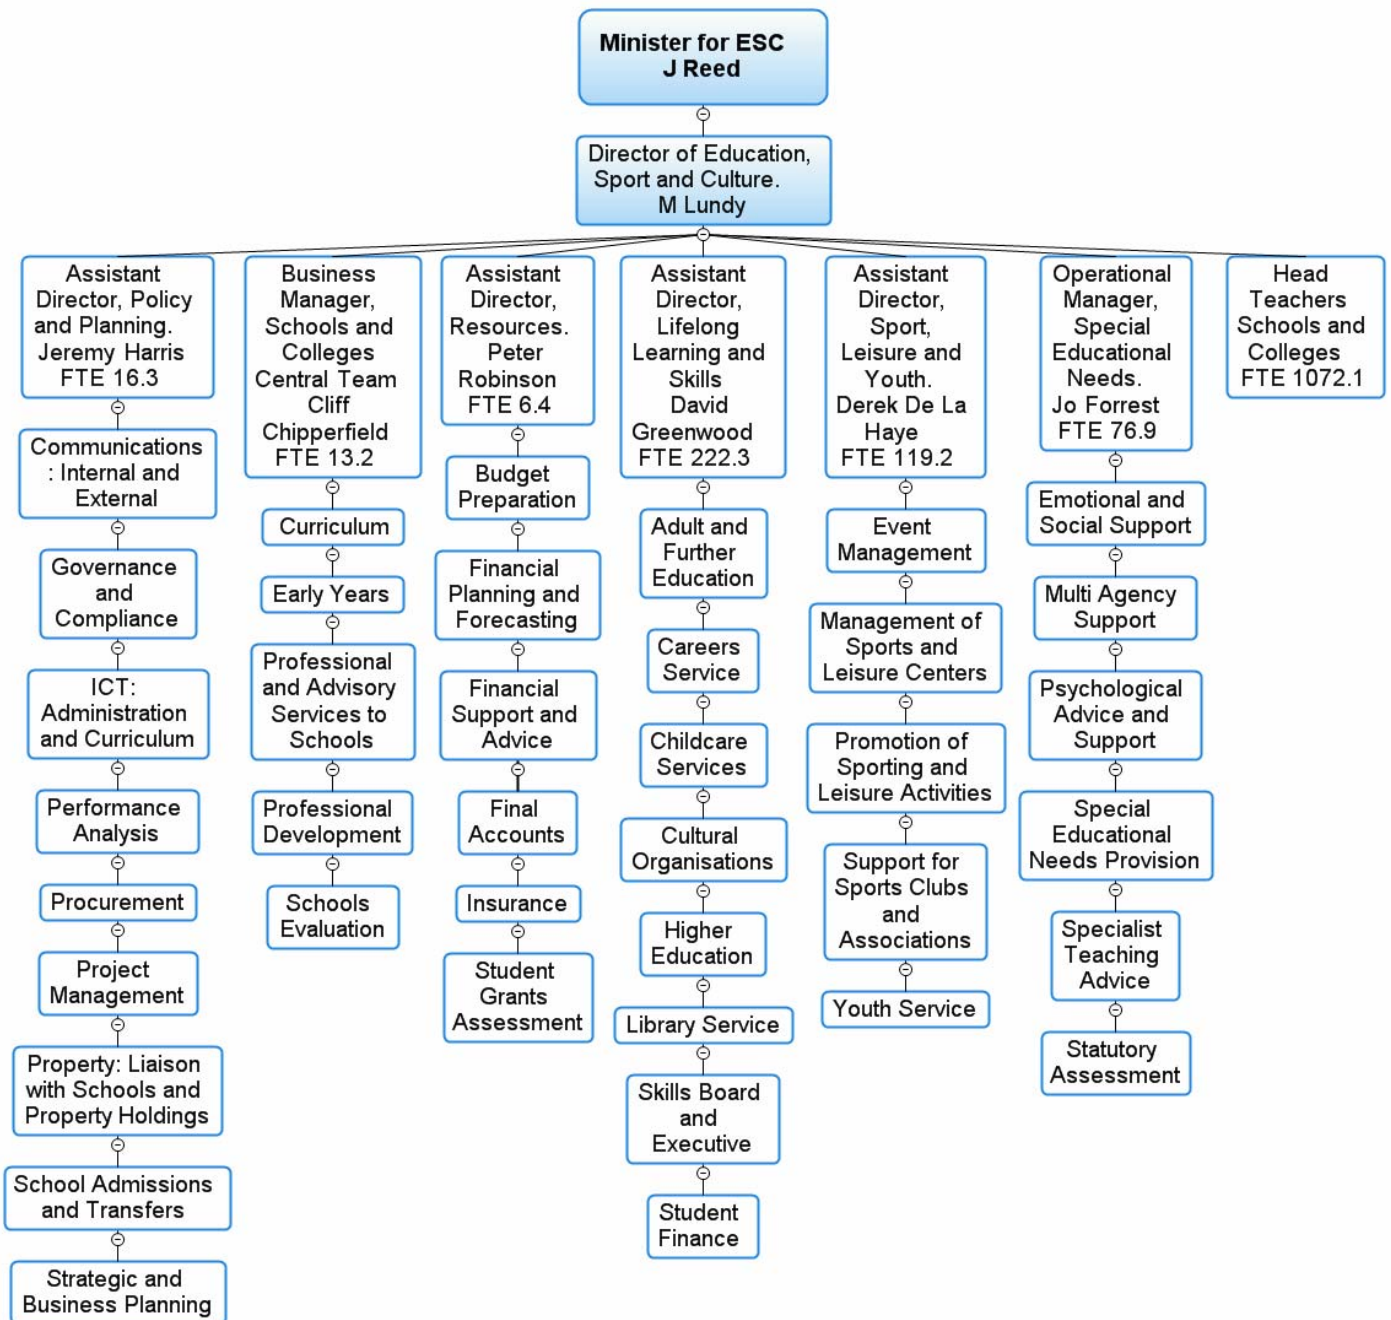 Minister for ESC
J Reed
Director of Education,
Sport and Culture.
M Lundy
Assistant
Director, Policy
and Planning.
Jeremy Harris
FTE 16.3
Communications
: Internal and
External
Governance
and
Compliance
ICT:
Administration
and Curriculum
Performance
Analysis
Procurement
Project
Management
Property: Liaison
with Schools and
Property Holdings
School Admissions
and Transfers
Strategic and
Business Planning
Business
Manager,
Schools and
Colleges
Central Team
Cliff
Chipperfield
FTE 13.2
Curriculum
Early Years
Professional
and Advisory
Services to
Schools
Professional
Development
Schools
Evaluation
Assistant
Director,
Resources.
Peter
Robinson
FTE 6.4
Budget
Preparation
Financial
Planning and
Forecasting
Financial
Support and
Advice
Final
Accounts
Insurance
Student
Grants
Assessment
Assistant
Director,
Lifelong
Learning and
Skills
David
Greenwood
FTE 222.3
Adult and
Further
Education
Careers
Service
Childcare
Services
Cultural
Organisations
Higher
Education
Library Service
Skills Board
and
Executive
Student
Finance
Assistant
Director,
Sport,
Leisure and
Youth.
Derek De La
Haye
FTE 119.2
Event
Management
Management of
Sports and
Leisure Centers
Promotion of
Sporting and
Leisure Activities
Support for
Sports Clubs
and
Associations
Youth Service
Operational
Manager,
Special
Educational
Needs.
Jo Forrest
FTE 76.9
Emotional and
Social Support
Multi Agency
Support
Psychological
Advice and
Support
Special
Educational
Needs Provision
Specialist
Teaching
Advice
Statutory
Assessment
Head
Teachers
Schools and
Colleges
FTE 1072.1